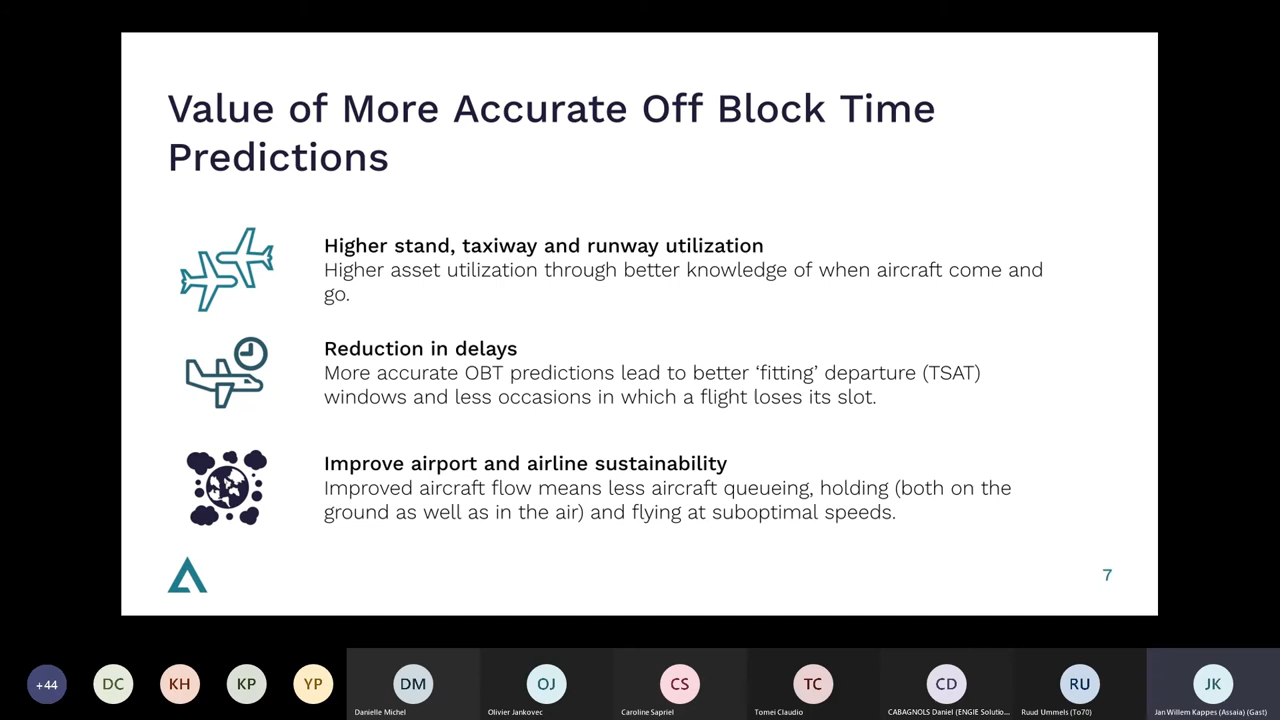 Value of More Accurate Off Block Time
Predictions
Higher stand, taxiway and runway utilization
Higher asset utilization through better knowledge of when aircraft come and
go.
Reduction in delays
More accurate OBT predictions lead to better ‘fitting’ departure (TSAT)
windows and less occasions in which a flight loses its slot.
Improve airport and airline sustainability
Improved aircraft flow means less aircraft queueing, holding (both on the
ground as well as in the air) and flying at suboptimal speeds.
7
+44 DC KH KP YP DM OJ CS TC CD RU JK
Danielle Michel Olivier Jankovec Caroline Sapriel Tomei Claudio CABAGNOLS Daniel (ENGIE Solutio... Ruud Ummels (To70) Jan Willem Kappes (Assaia) (Gast)